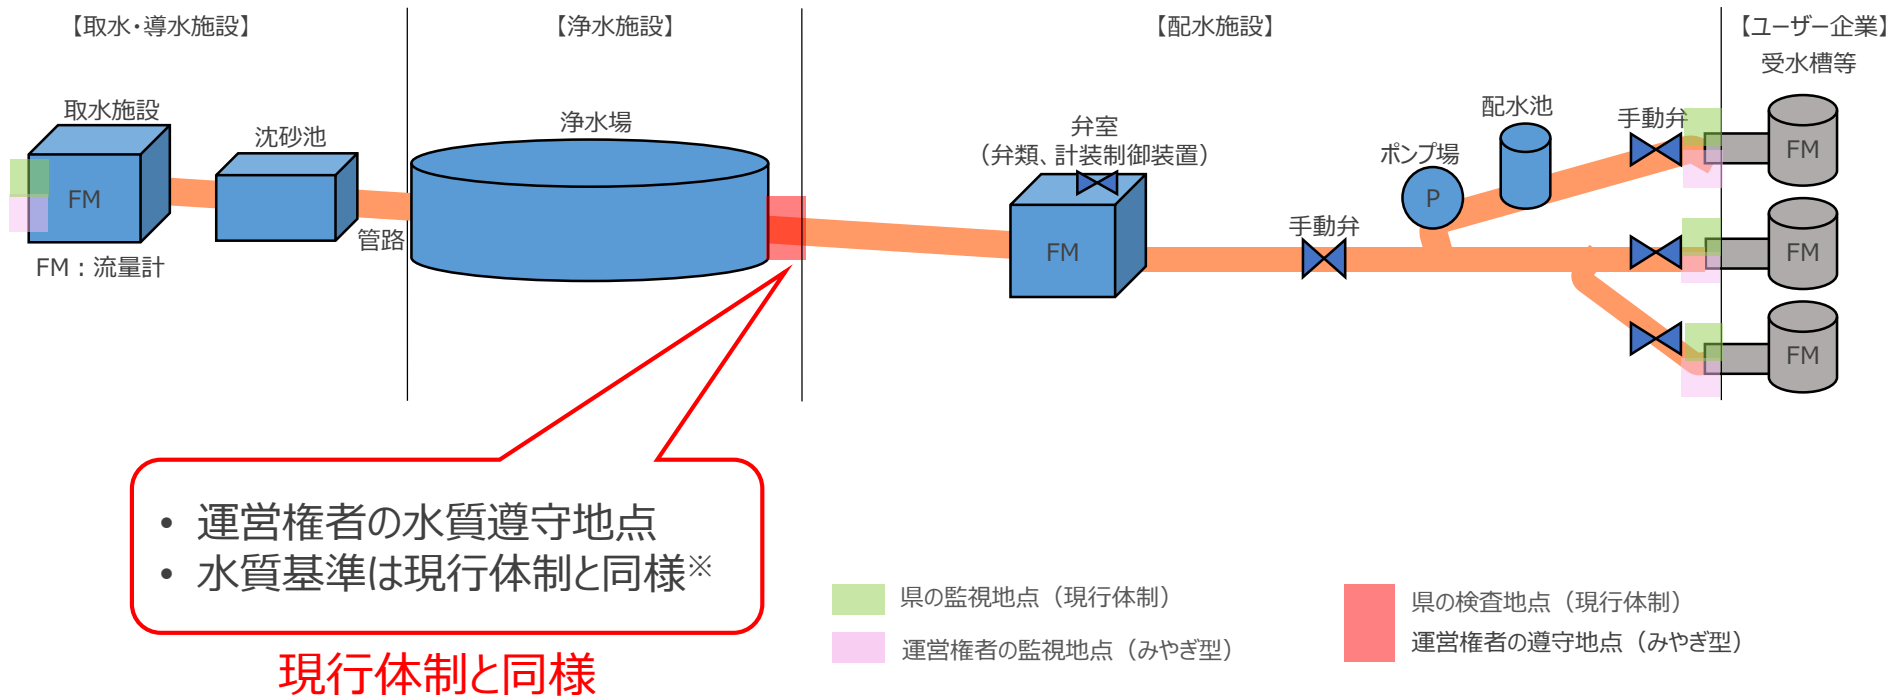 【取水・導水施設】
【浄水施設】
【配水施設】
【ユーザー企業】
受水槽等
取水施設
沈砂池
浄水場
弁室
（弁類、計装制御装置）
ポンプ場
配水池
手動弁
手動弁
FM
FM
P
FM
FM
FM
管路
FM：流量計
• 運営権者の水質遵守地点
• 水質基準は現行体制と同様※
現行体制と同様
県の監視地点（現行体制）
運営権者の監視地点（みやぎ型）
県の検査地点（現行体制）
運営権者の遵守地点（みやぎ型）